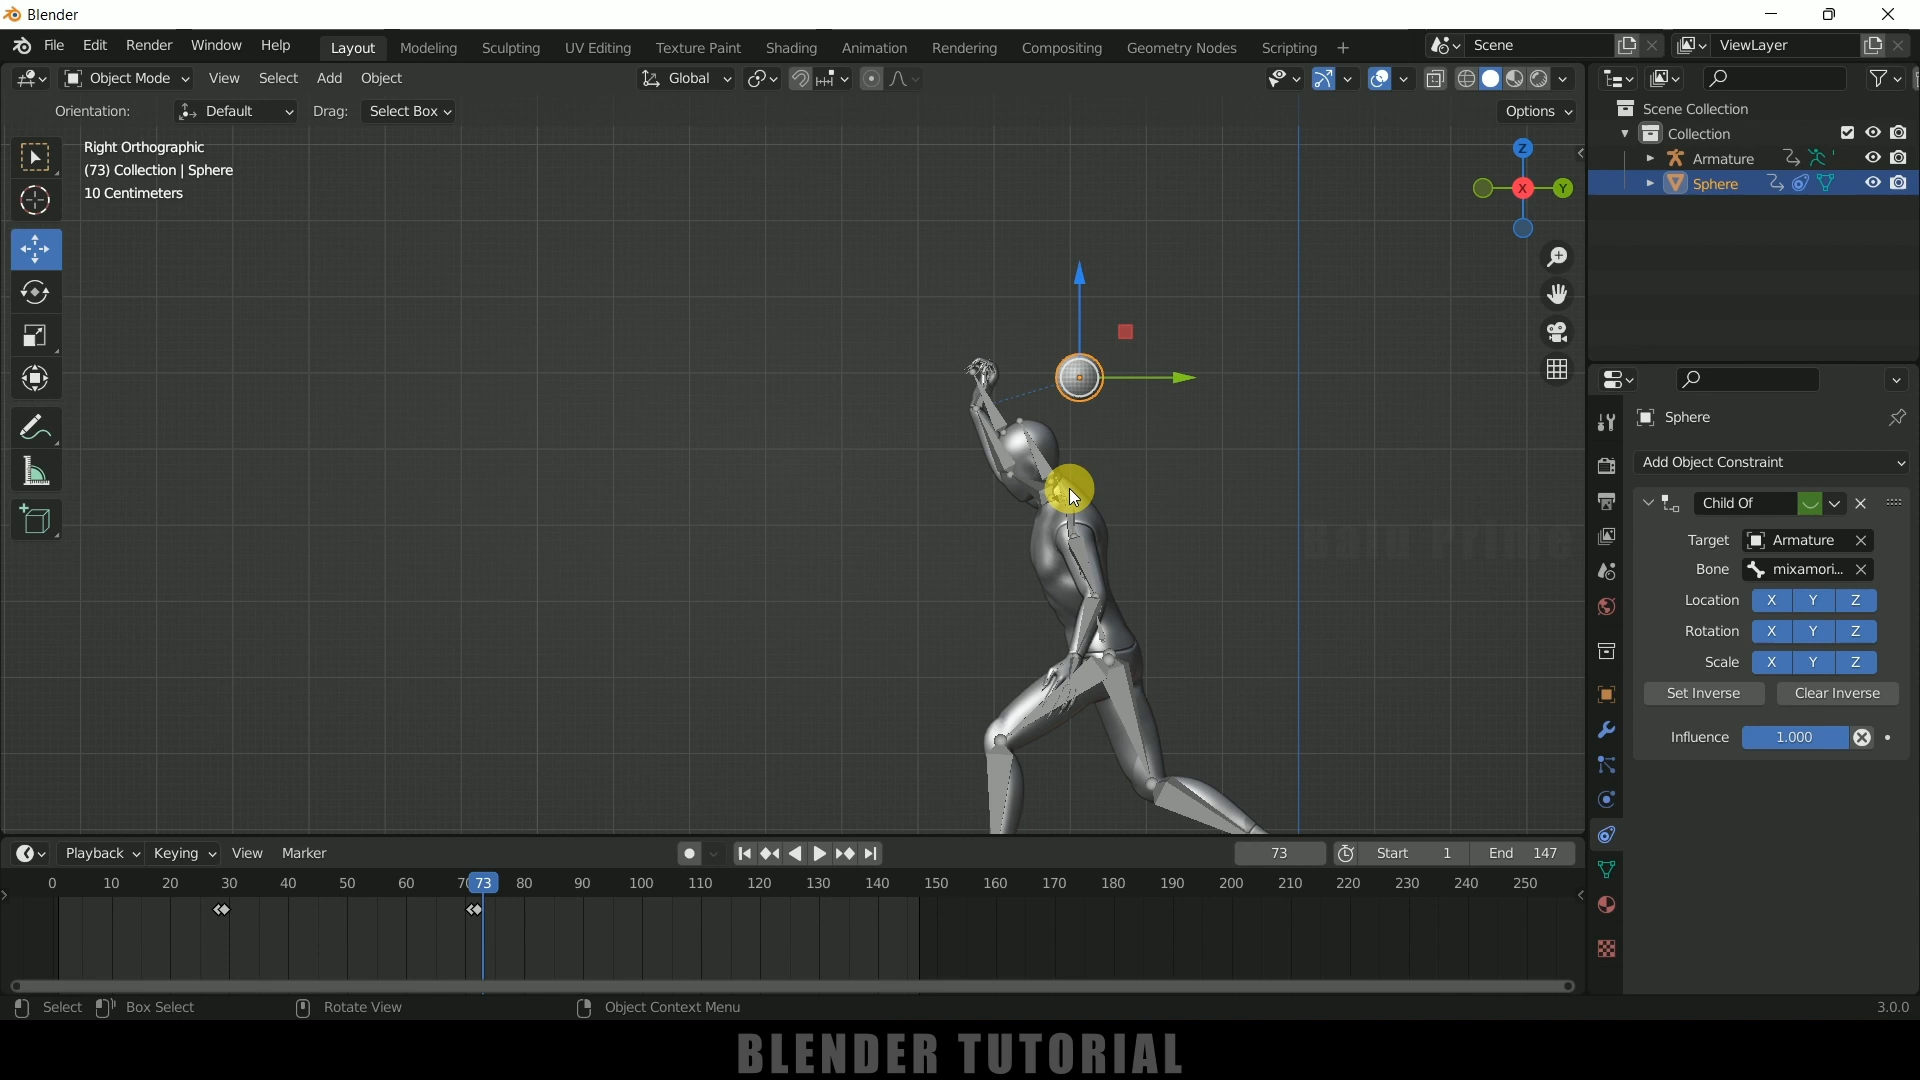 Blender
File Edit Render Window Help Layout Modeling Sculpting UV Editing Texture Paint Shading Animation Rendering Compositing Geometry Nodes Scripting + Scene ViewLayer
Object Mode View Select Add Object Global
Orientation: Default Drag: Select Box Options
Right Orthographic
(73) Collection | Sphere
10 Centimeters
Z
X
Y
Scene Collection
Collection
Armature
Sphere
Sphere
Add Object Constraint
Child Of
Target Armature
Bone mixamori...
Location X Y Z
Rotation X Y Z
Scale X Y Z
Set Inverse Clear Inverse
Influence 1.000
Playback Keying View Marker 73 Start 1 End 147
0 10 20 30 40 50 60 70 73 80 90 100 110 120 130 140 150 160 170 180 190 200 210 220 230 240 250
Select Box Select Rotate View Object Context Menu 3.0.0
BLENDER TUTORIAL